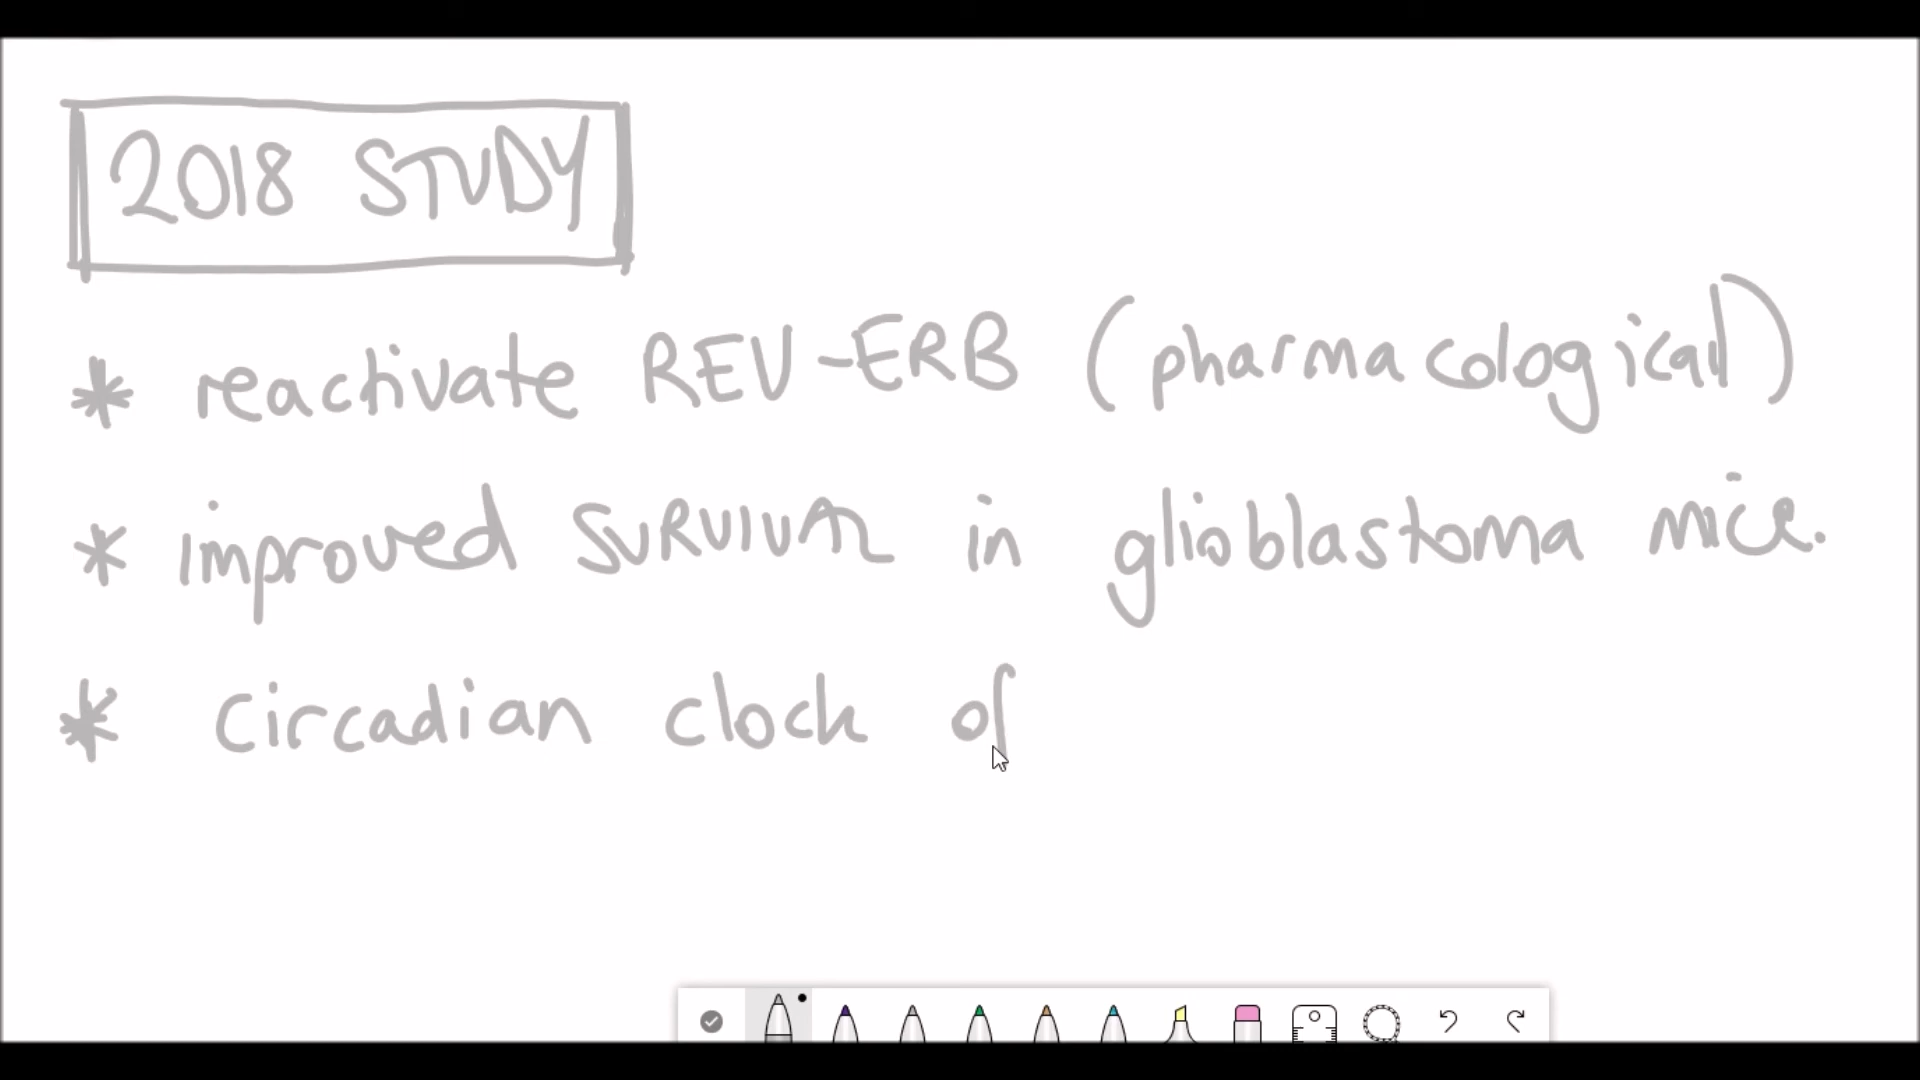 2018 STUDY
* reactivate REV-ERB (pharmacological)
* improved SURVIVAL in glioblastoma mice.
* circadian clock of